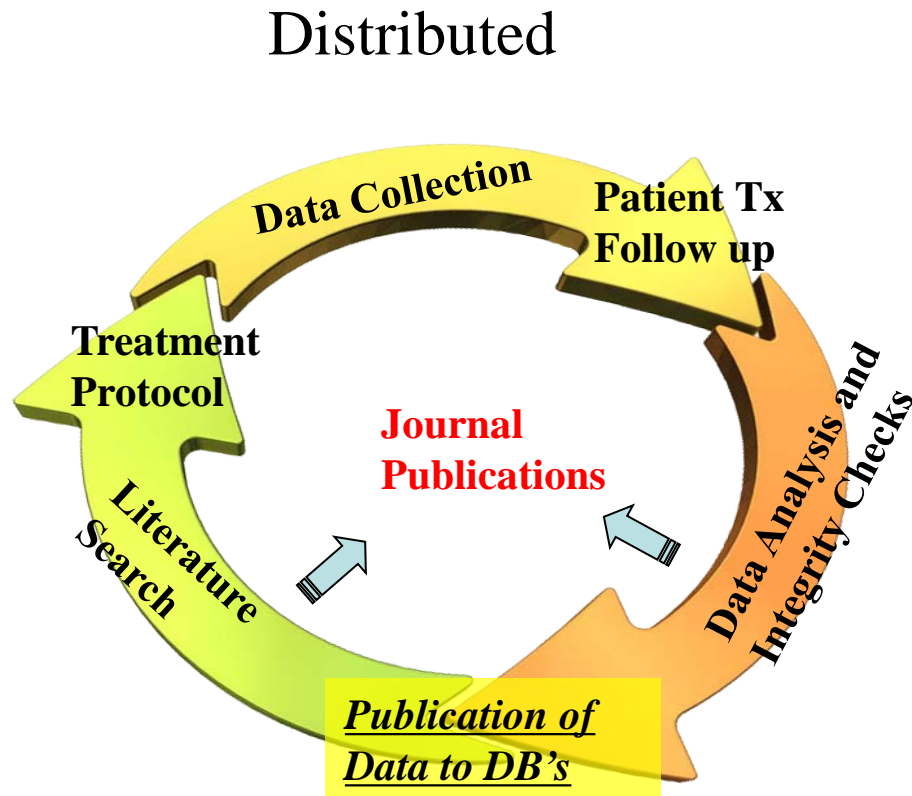 Distributed
Data Collection
Patient Tx
Follow up
Treatment
Protocol
Journal
Publications
Data Analysis and
Integrity Checks
Literature
Search
Publication of
Data to DB's